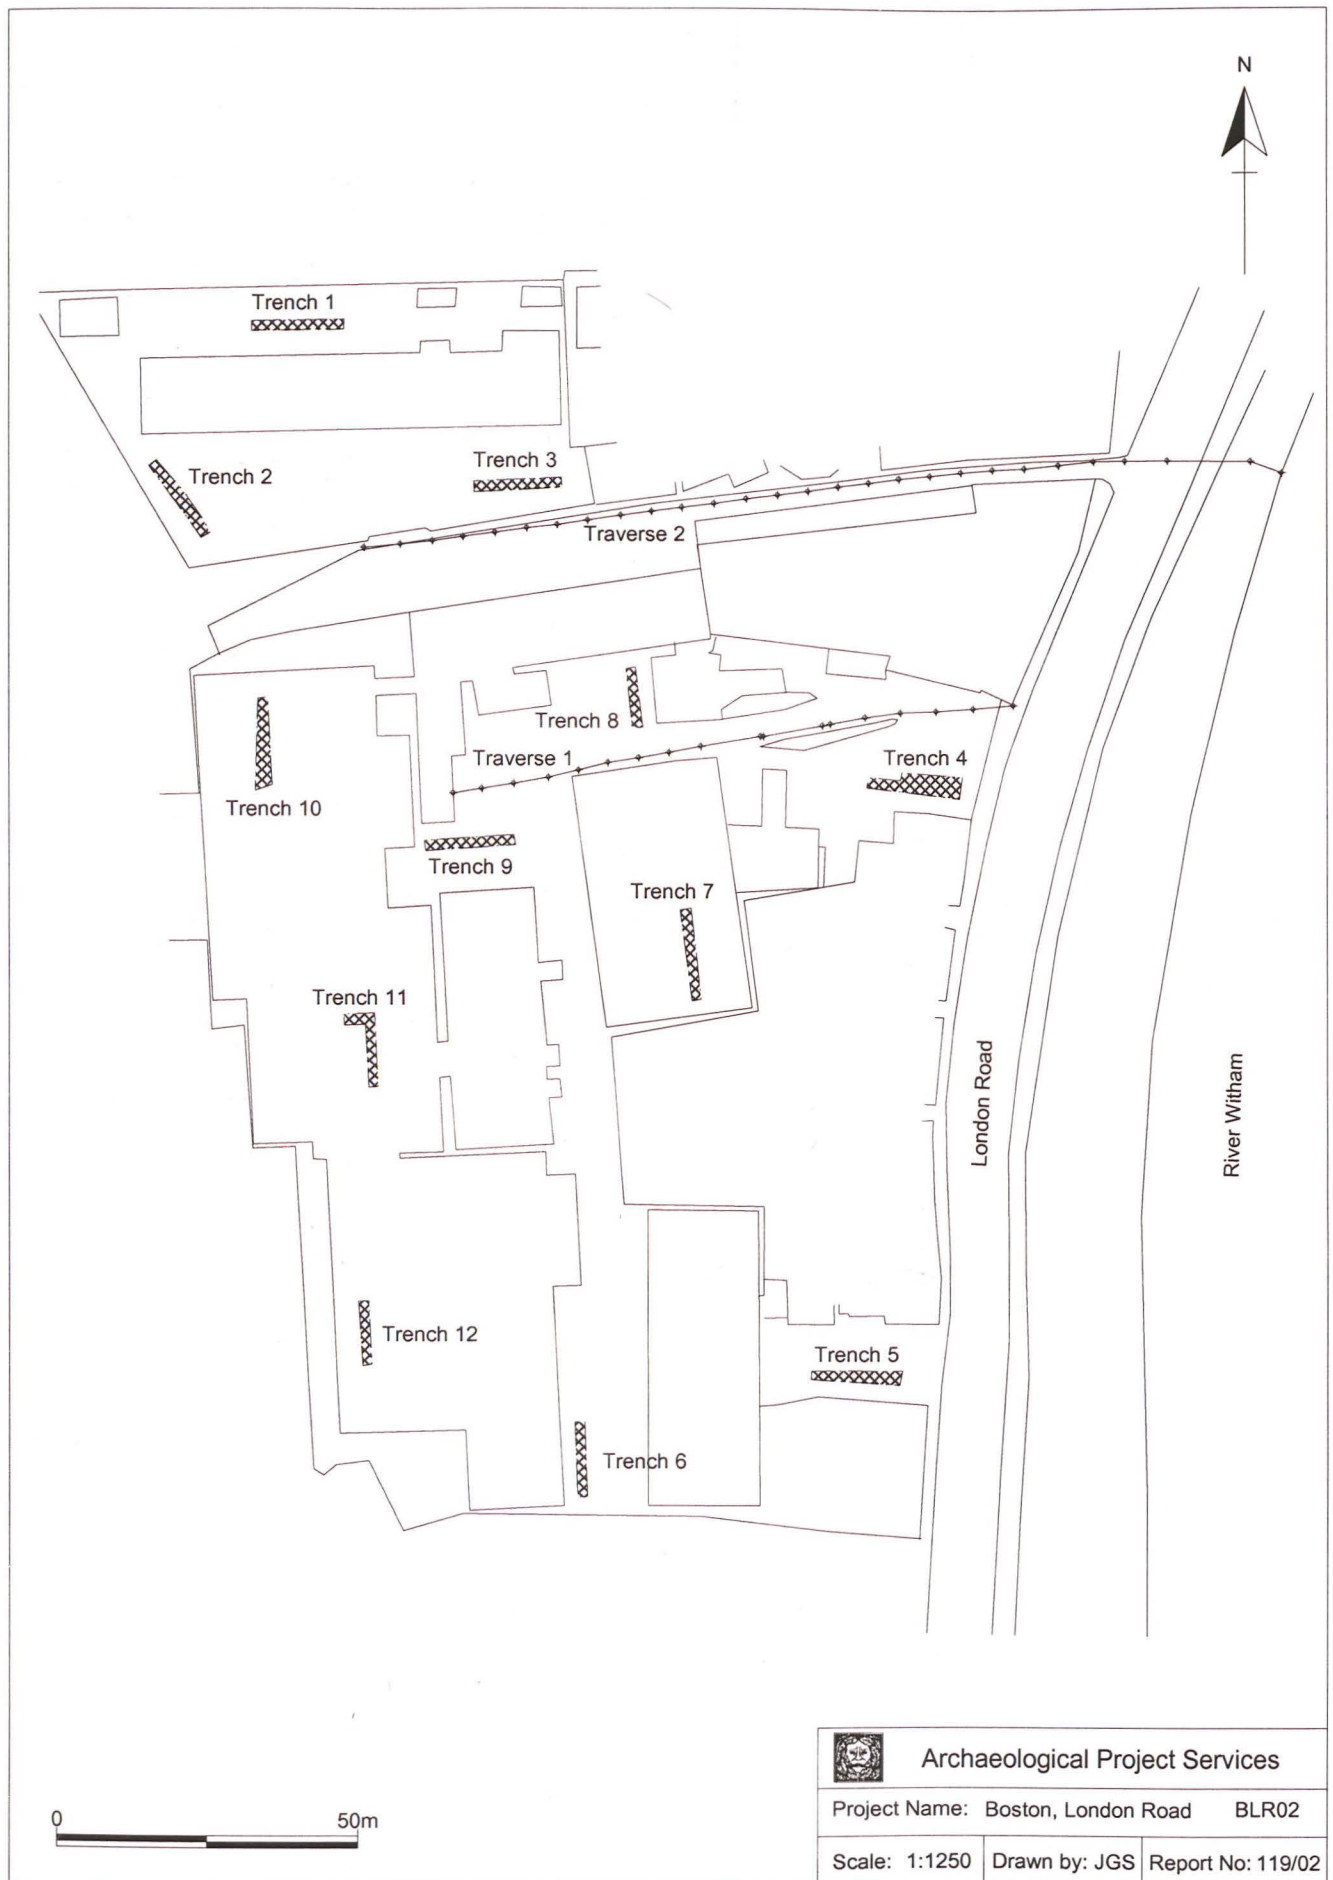 N
Trench 1
Trench 2
Trench 3
Traverse 2
Trench 8
Traverse 1
Trench 4
Trench 10
Trench 9
Trench 7
Trench 11
London Road
River Witham
Trench 12
Trench 5
Trench 6
0 50m
Archaeological Project Services
Project Name: Boston, London Road BLR02
Scale: 1:1250 Drawn by: JGS Report No: 119/02